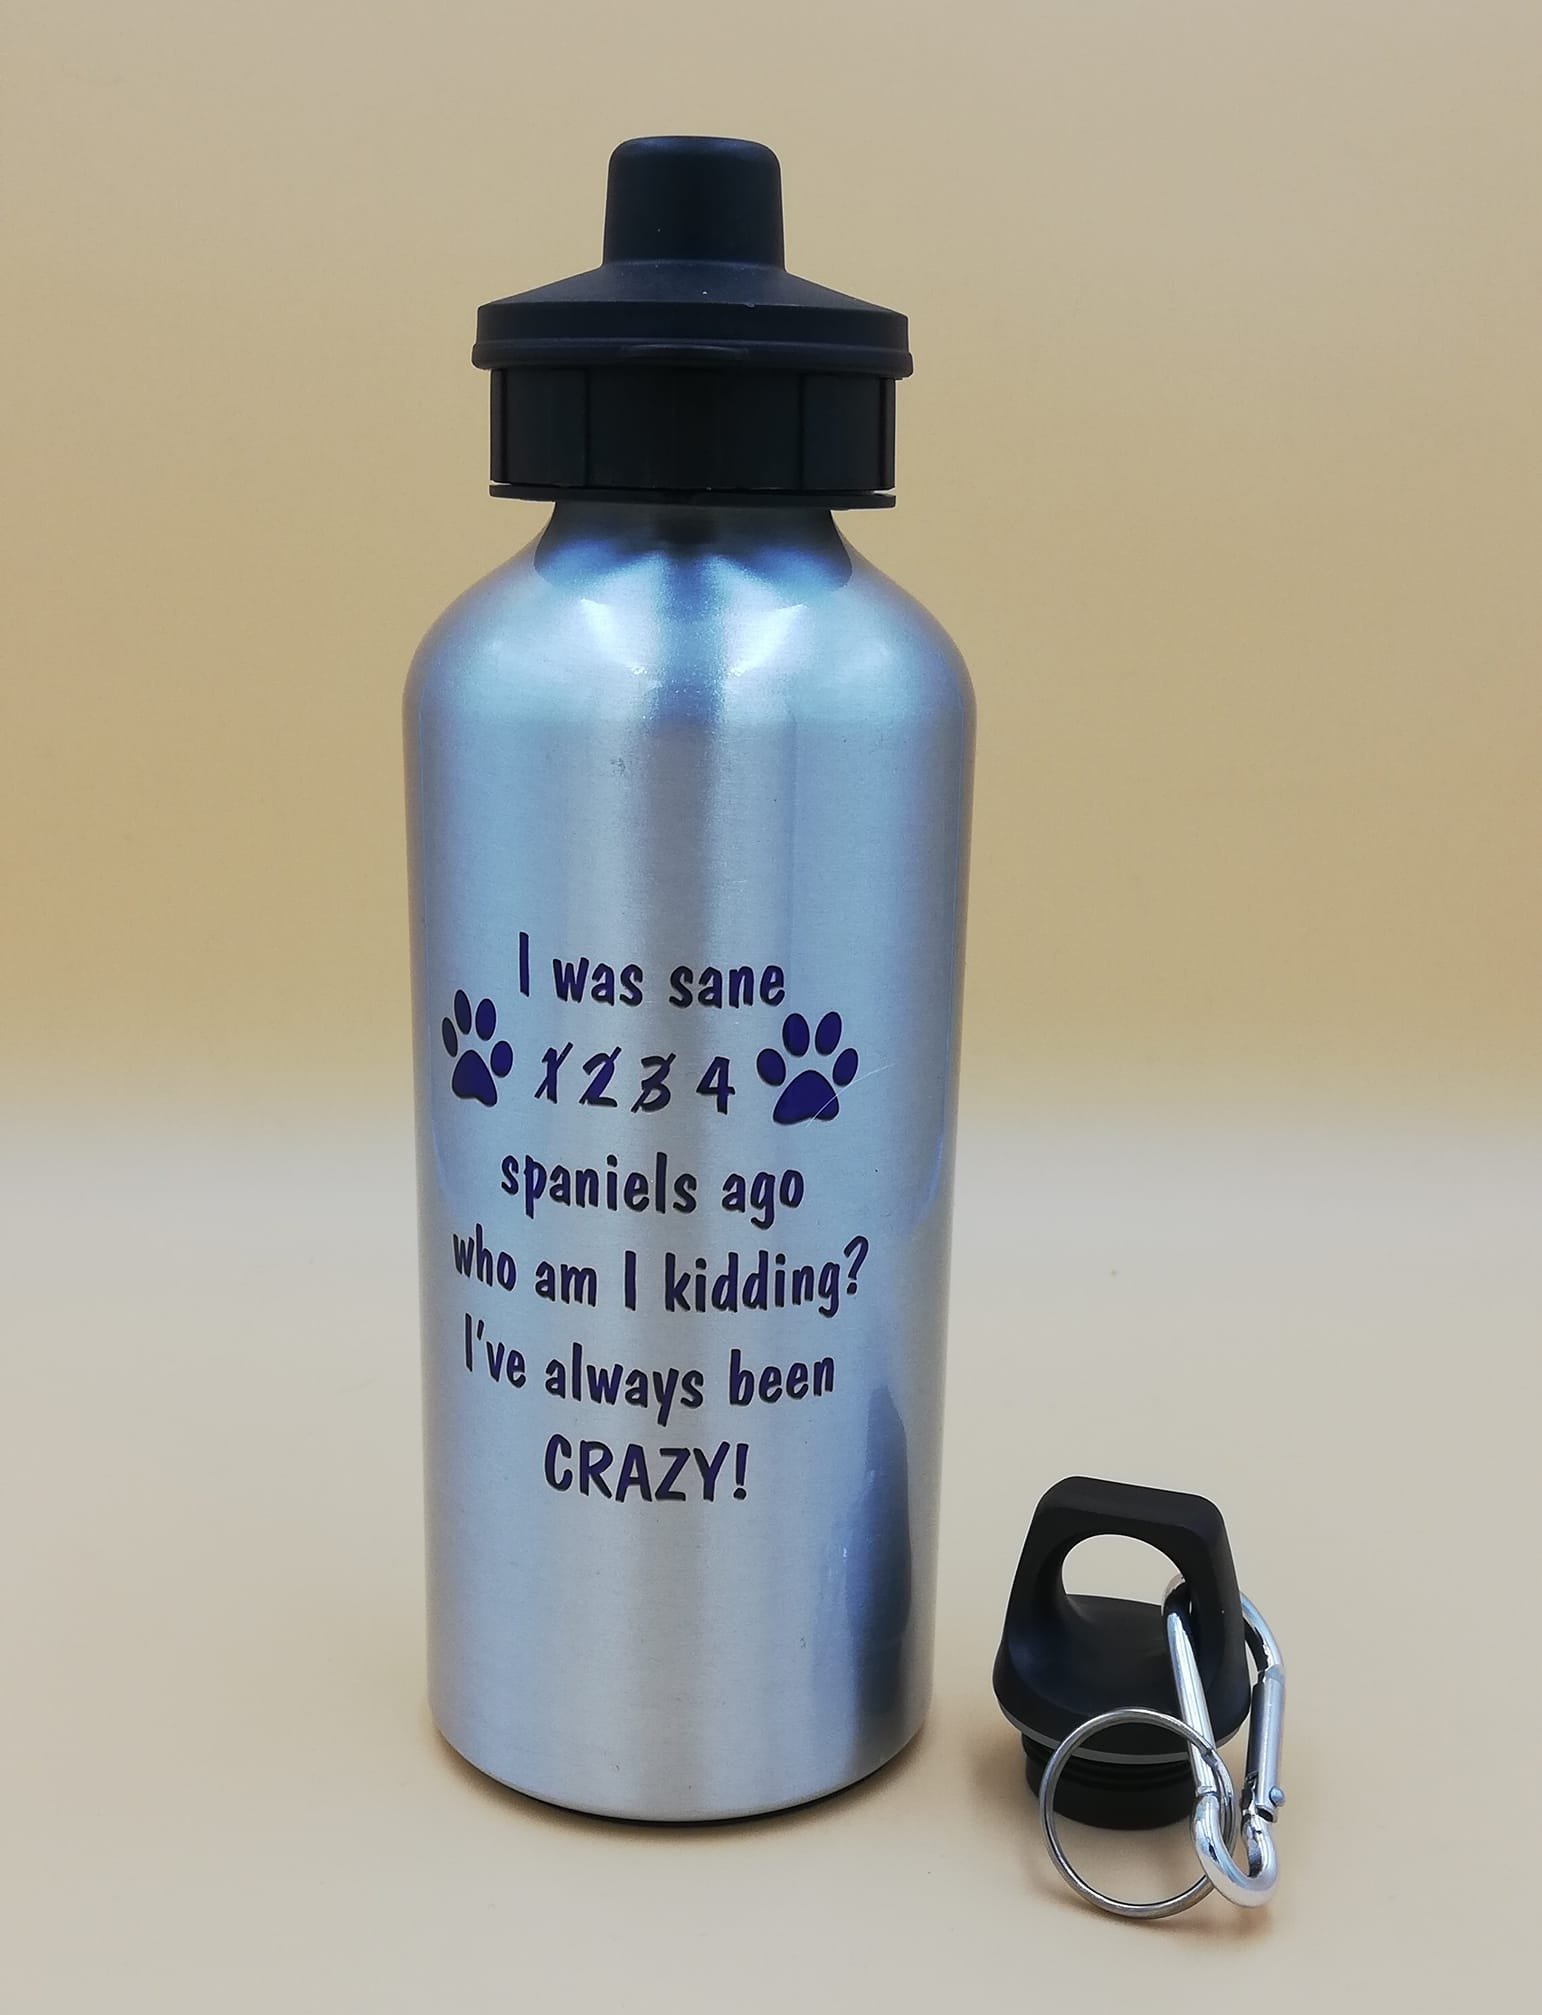 I was sane
1 2 3 4
spaniels ago
who am I kidding?
I've always been
CRAZY!